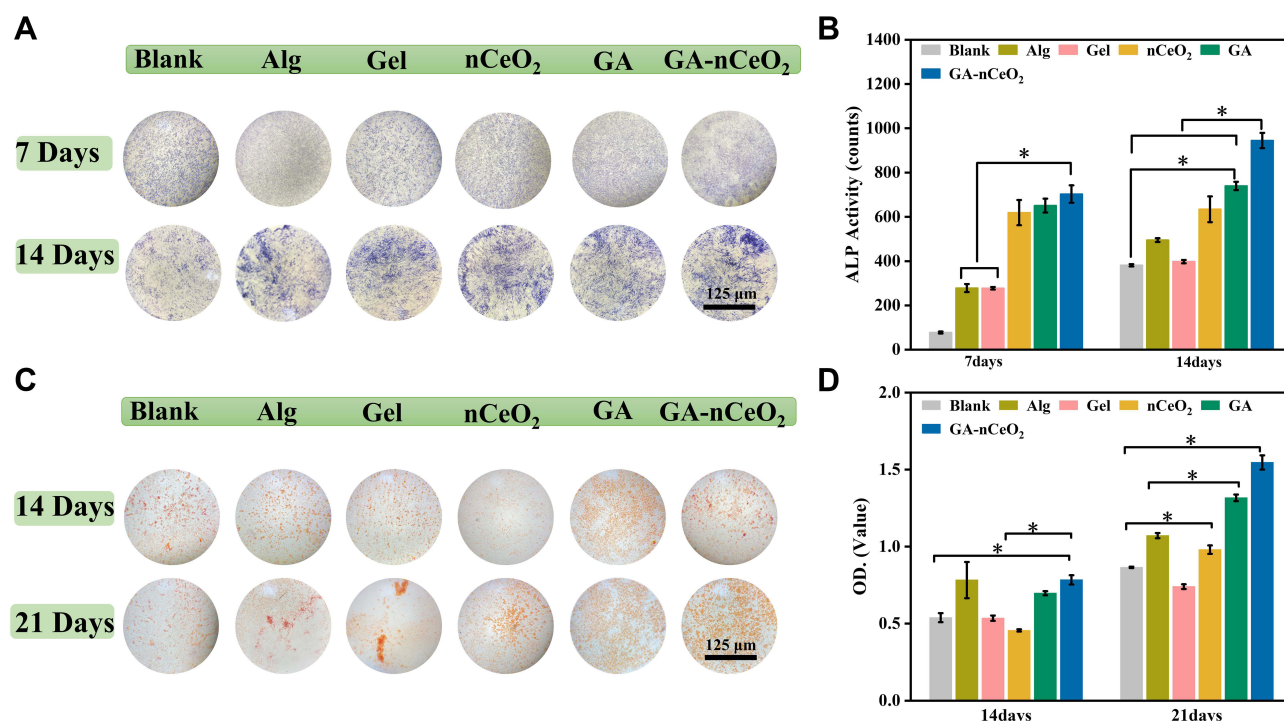 A
Blank Alg Gel nCeO₂ GA GA-nCeO₂
7 Days
14 Days
125 μm
B
1400
1200
1000
800
600
400
200
0
ALP Activity (counts)
Blank Alg Gel nCeO₂ GA
GA-nCeO₂
*
*
*
7days 14days
C
Blank Alg Gel nCeO₂ GA GA-nCeO₂
14 Days
21 Days
125 μm
D
2.0
1.5
1.0
0.5
0.0
OD. (Value)
Blank Alg Gel nCeO₂ GA
GA-nCeO₂
*
*
*
*
*
14days 21days